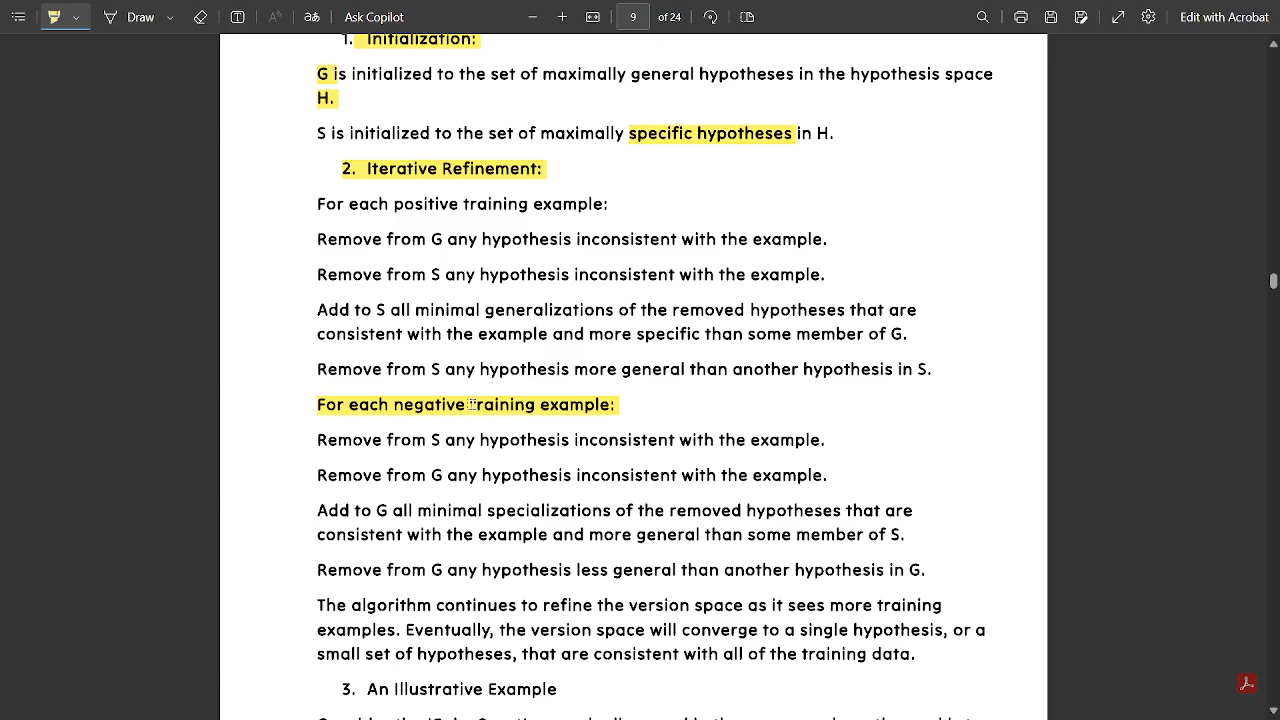 Draw
Ask Copilot
9 of 24
Edit with Acrobat
1. Initialization:
G is initialized to the set of maximally general hypotheses in the hypothesis space
H.
S is initialized to the set of maximally specific hypotheses in H.
2. Iterative Refinement:
For each positive training example:
Remove from G any hypothesis inconsistent with the example.
Remove from S any hypothesis inconsistent with the example.
Add to S all minimal generalizations of the removed hypotheses that are
consistent with the example and more specific than some member of G.
Remove from S any hypothesis more general than another hypothesis in S.
For each negative training example:
Remove from S any hypothesis inconsistent with the example.
Remove from G any hypothesis inconsistent with the example.
Add to G all minimal specializations of the removed hypotheses that are
consistent with the example and more general than some member of S.
Remove from G any hypothesis less general than another hypothesis in G.
The algorithm continues to refine the version space as it sees more training
examples. Eventually, the version space will converge to a single hypothesis, or a
small set of hypotheses, that are consistent with all of the training data.
3. An Illustrative Example